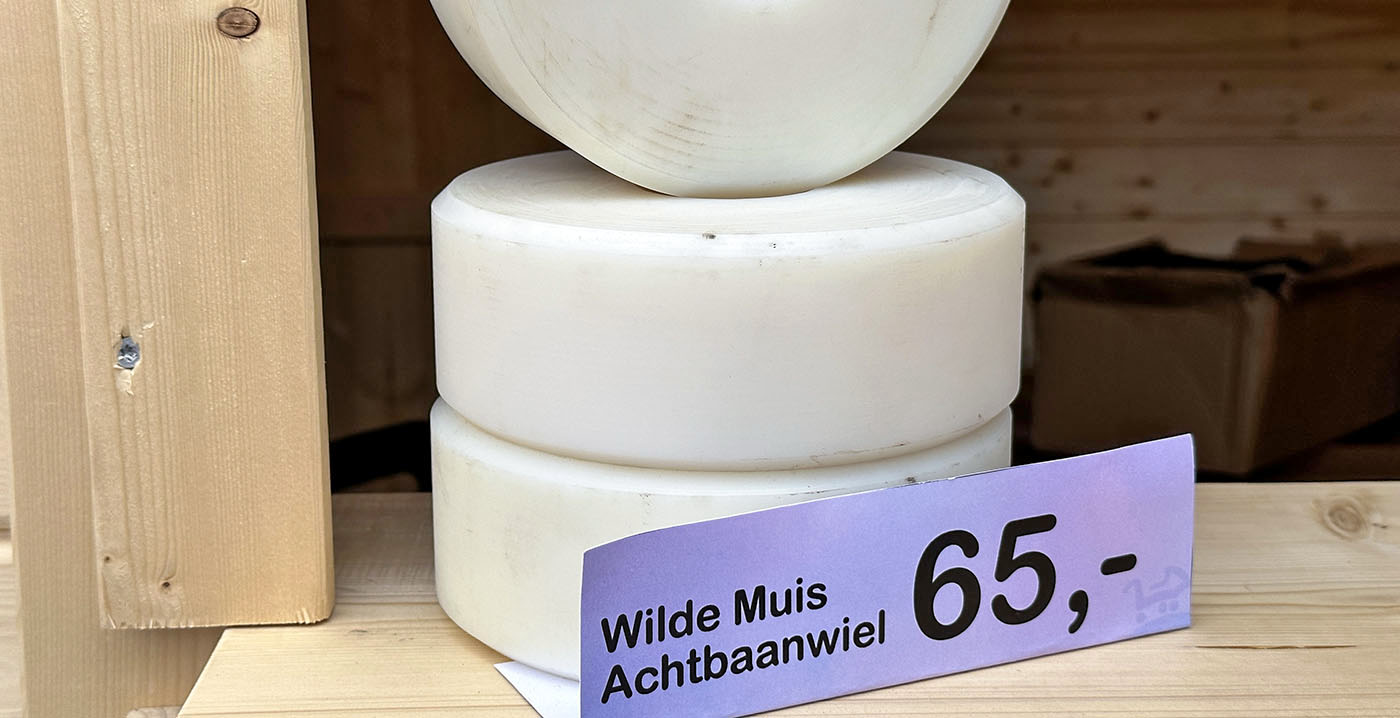 Wilde Muis
Achtbaanwiel
65,-